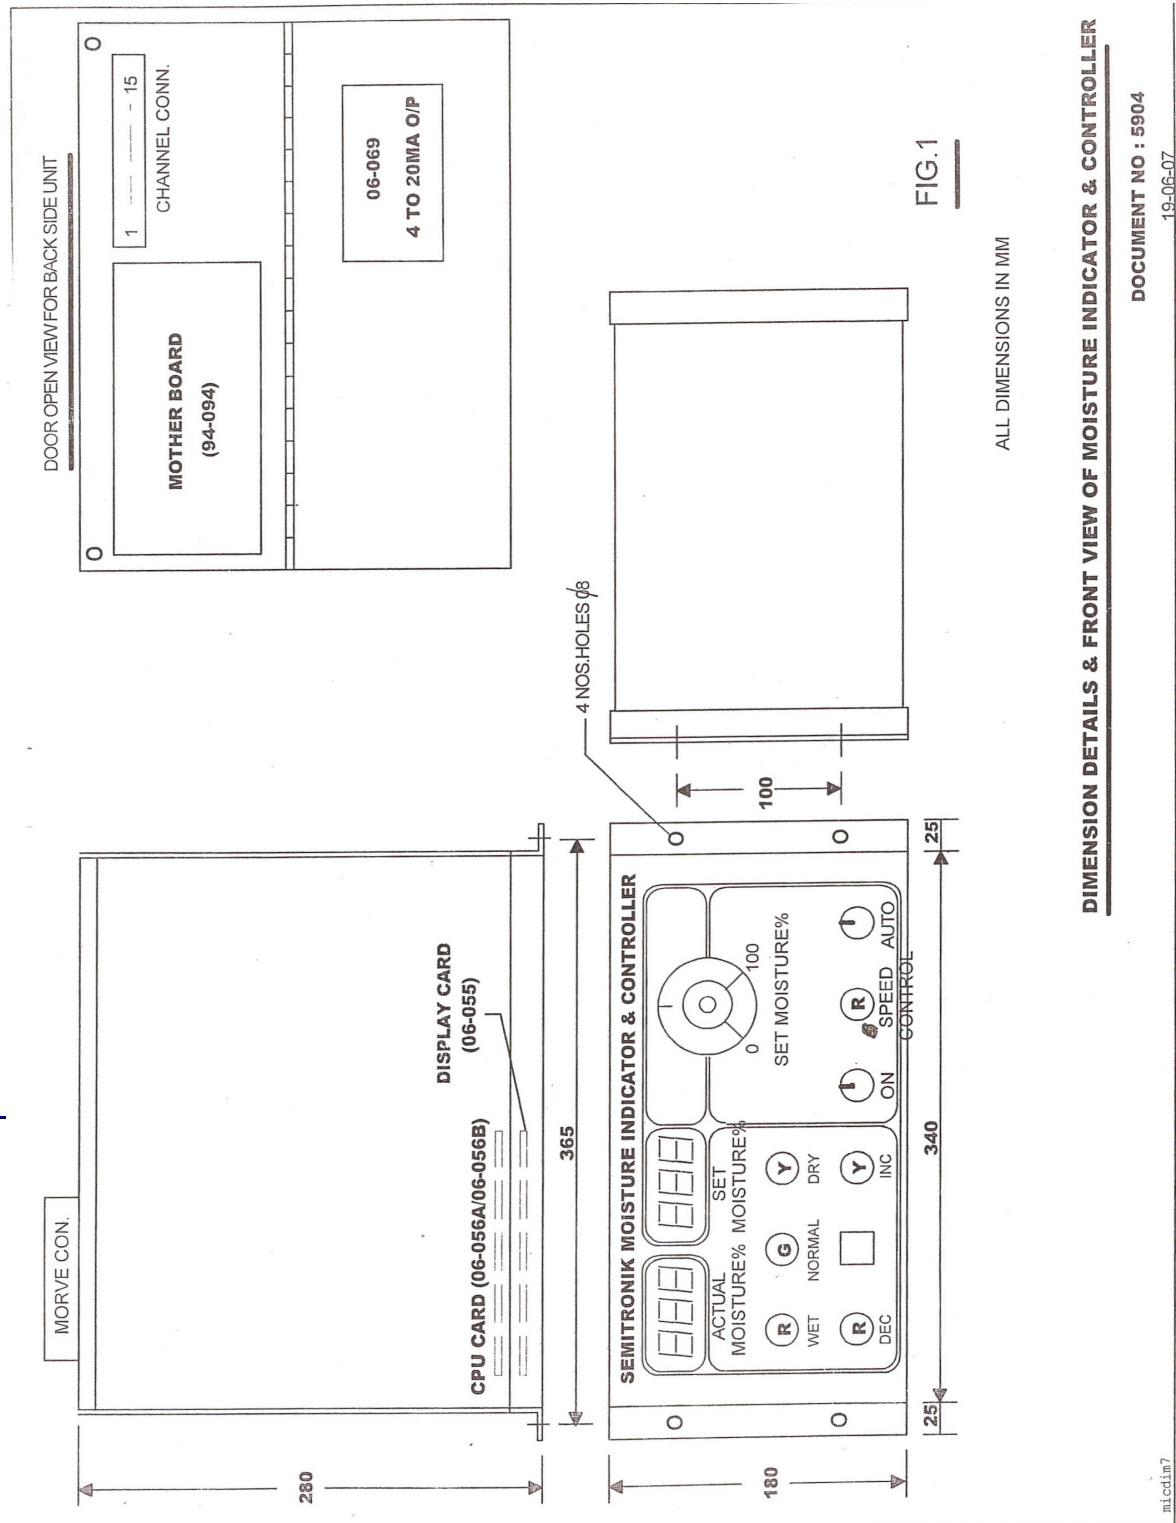 MORVE CON.
CPU CARD (06-056A/06-056B)
DISPLAY CARD
(06-055)
280
365
DOOR OPEN VIEW FOR BACK SIDE UNIT
MOTHER BOARD
(94-094)
1 - 15
CHANNEL CONN.
06-069
4 TO 20MA O/P
4 NOS.HOLES Ø8
SEMITRONIK MOISTURE INDICATOR & CONTROLLER
ACTUAL
MOISTURE%
SET
MOISTURE%
R
WET
G
NORMAL
Y
DRY
R
DEC
Y
INC
0
100
SET MOISTURE%
ON
R
SPEED
CONTROL
AUTO
180
25
340
25
100
FIG.1
ALL DIMENSIONS IN MM
DIMENSION DETAILS & FRONT VIEW OF MOISTURE INDICATOR & CONTROLLER
DOCUMENT NO : 5904
19-06-07
micdim7